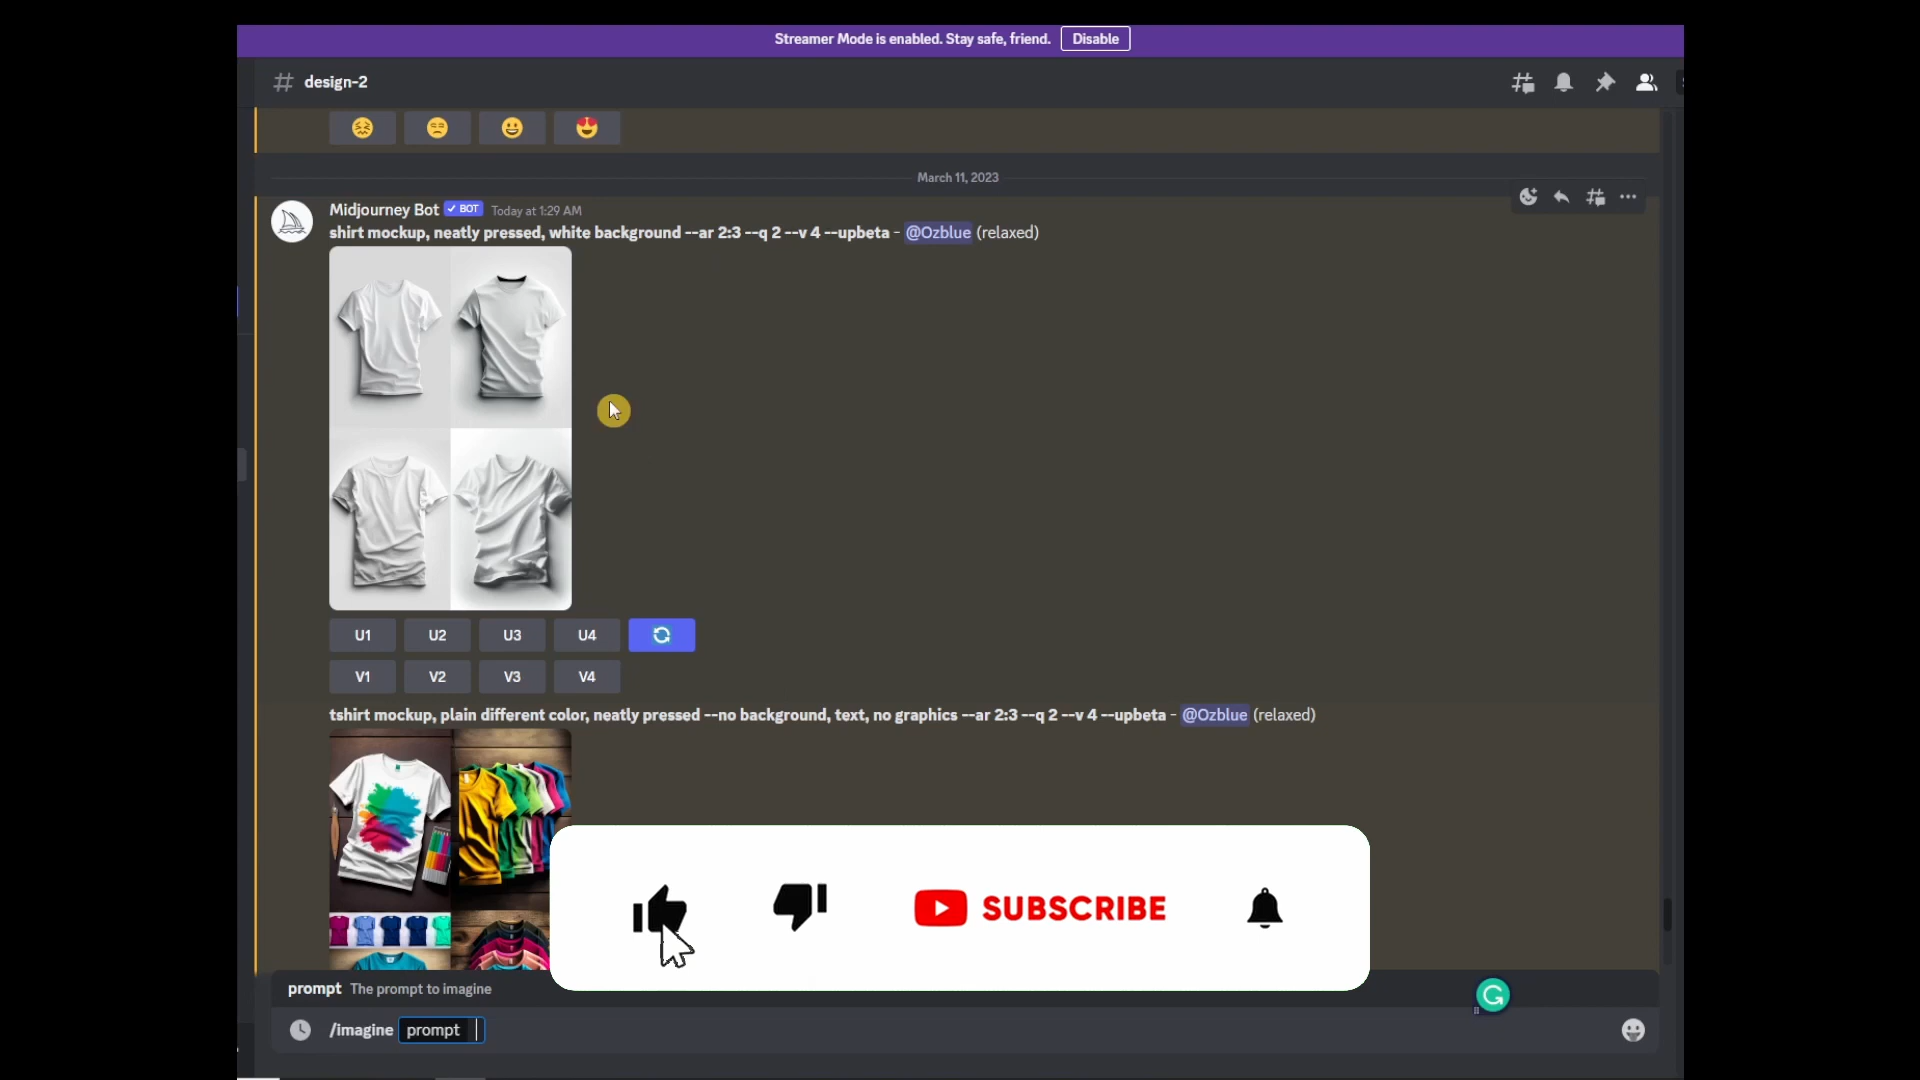 Streamer Mode is enabled. Stay safe, friend. Disable
design-2
March 11, 2023
Midjourney Bot BOT Today at 1:29 AM
shirt mockup, neatly pressed, white background --ar 2:3 --q 2 --v 4 --upbeta - @Ozblue (relaxed)
U1 U2 U3 U4
V1 V2 V3 V4
tshirt mockup, plain different color, neatly pressed --no background, text, no graphics --ar 2:3 --q 2 --v 4 --upbeta - @Ozblue (relaxed)
SUBSCRIBE
prompt The prompt to imagine
/imagine prompt